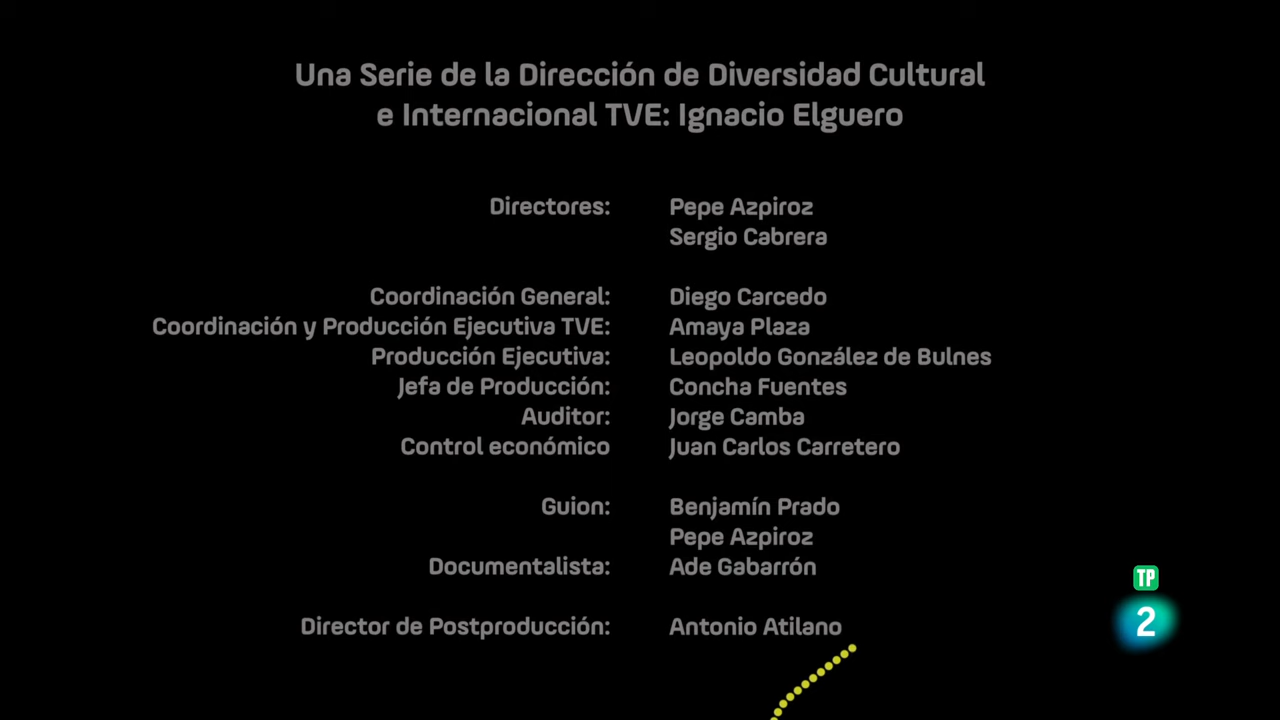 Una Serie de la Dirección de Diversidad Cultural
e Internacional TVE: Ignacio Elguero
Directores: Pepe Azpiroz
Sergio Cabrera
Coordinación General: Diego Carcedo
Coordinación y Producción Ejecutiva TVE: Amaya Plaza
Producción Ejecutiva: Leopoldo González de Bulnes
Jefa de Producción: Concha Fuentes
Auditor: Jorge Camba
Control económico Juan Carlos Carretero
Guion: Benjamín Prado
Pepe Azpiroz
Documentalista: Ade Gabarrón
TP
2
Director de Postproducción: Antonio Atilano